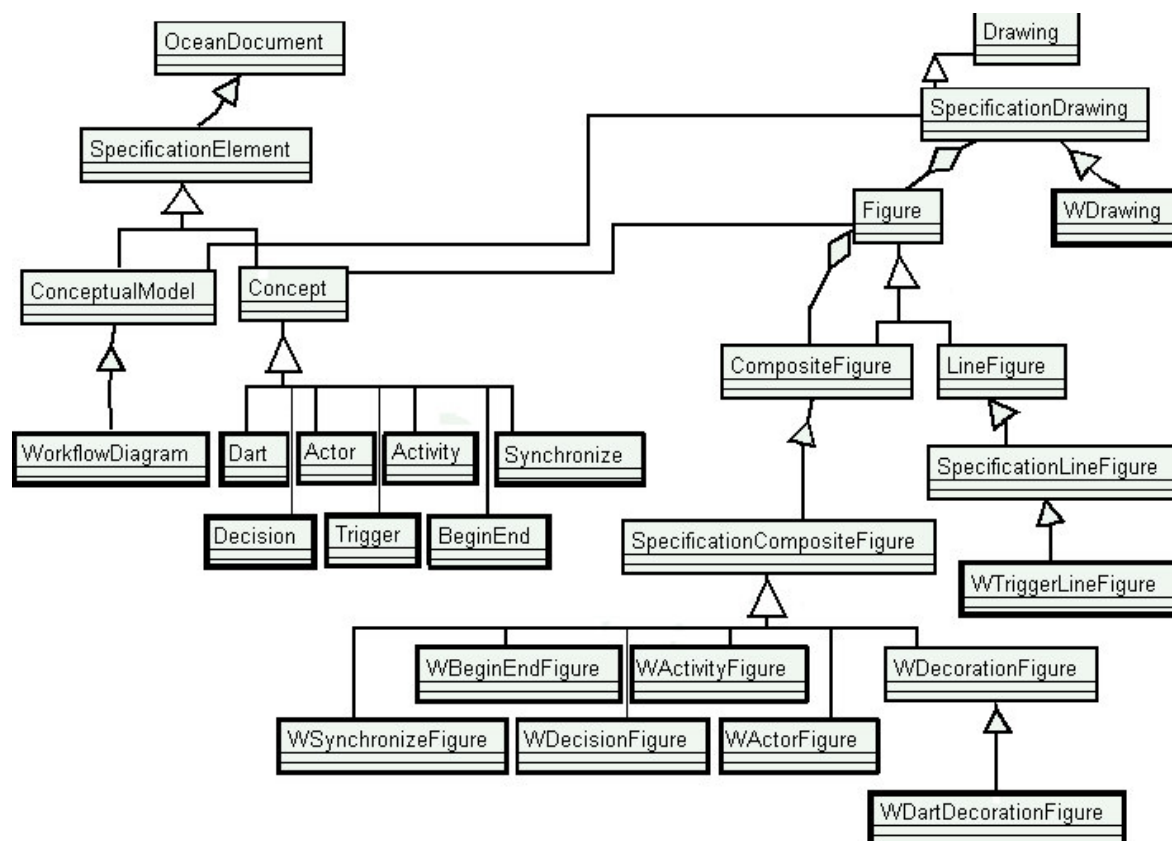 OceanDocument
Drawing
SpecificationDrawing
SpecificationElement
Figure
WDrawing
ConceptualModel
Concept
CompositeFigure
LineFigure
WorkflowDiagram
Dart
Actor
Activity
Synchronize
SpecificationLineFigure
Decision
Trigger
BeginEnd
SpecificationCompositeFigure
WTriggerLineFigure
WBeginEndFigure
WActivityFigure
WDecorationFigure
WSynchronizeFigure
WDecisionFigure
WActorFigure
WDartDecorationFigure